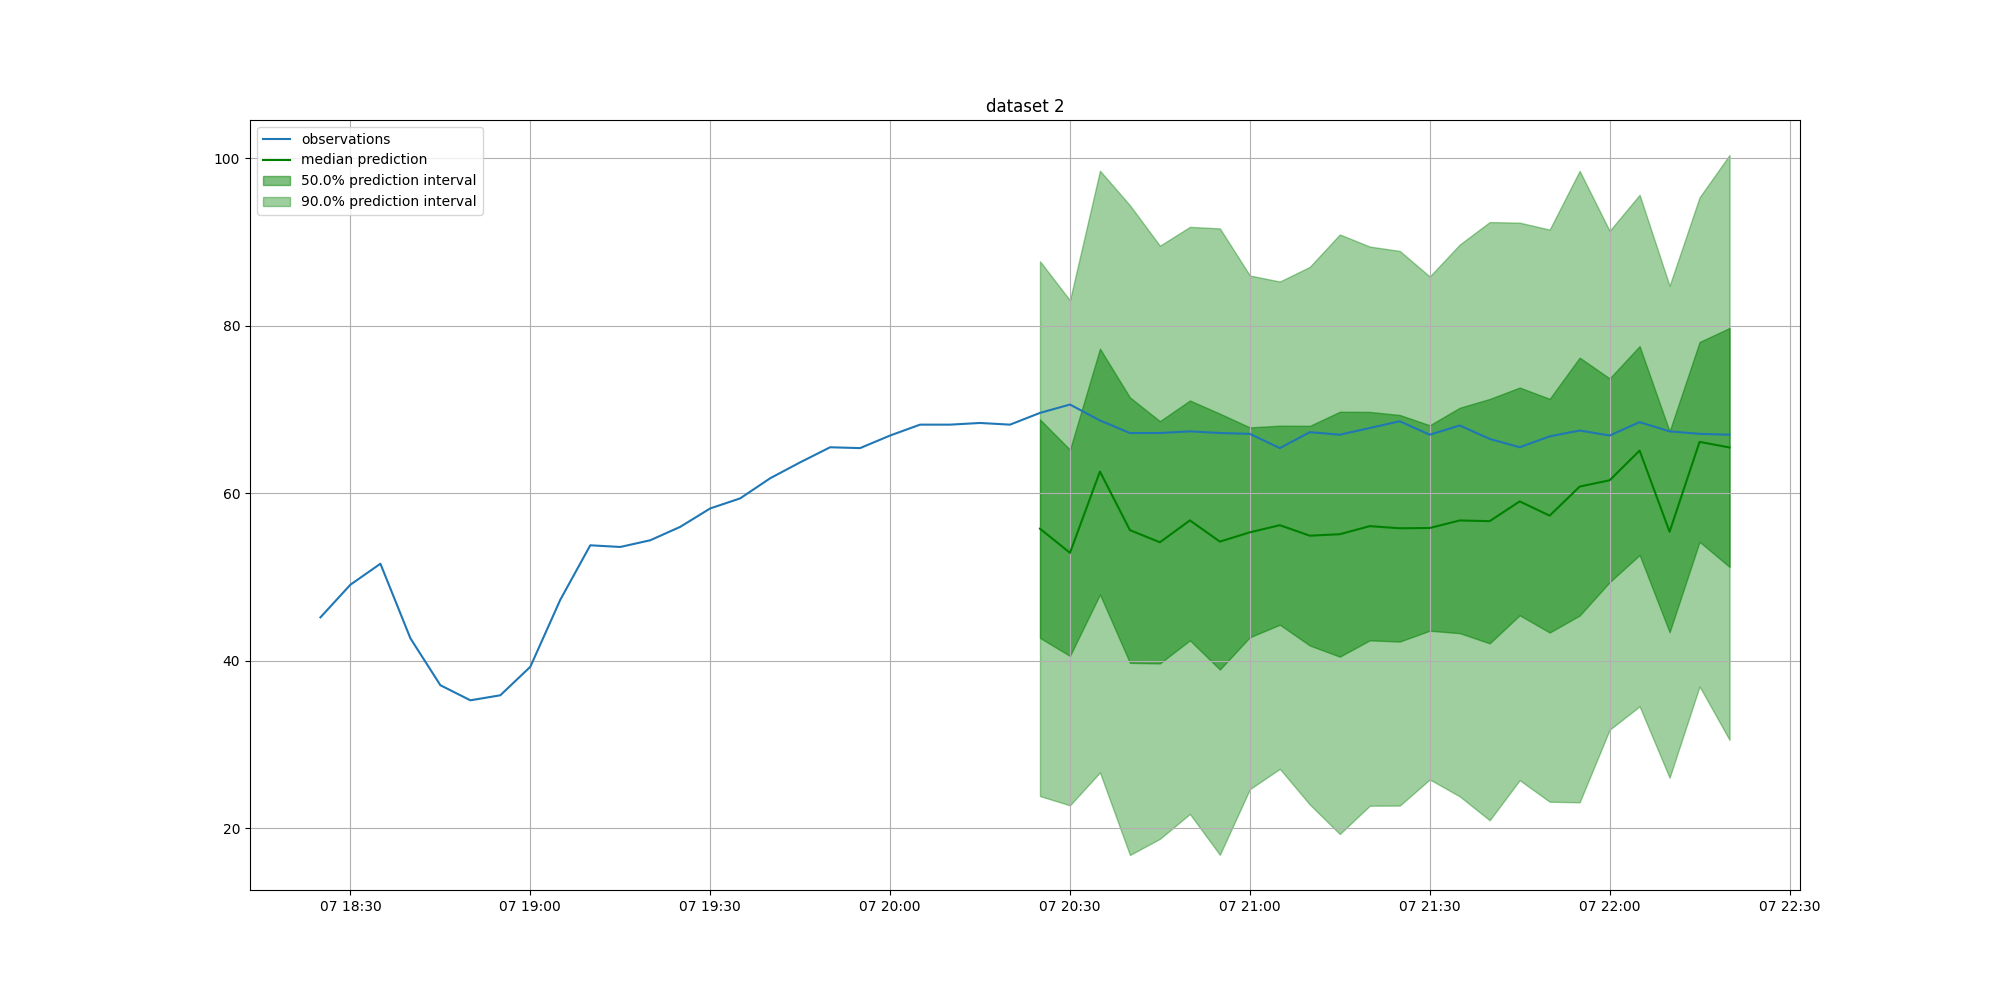 dataset 2
observations
median prediction
50.0% prediction interval
90.0% prediction interval
100
80
60
40
20
07 18:30
07 19:00
07 19:30
07 20:00
07 20:30
07 21:00
07 21:30
07 22:00
07 22:30